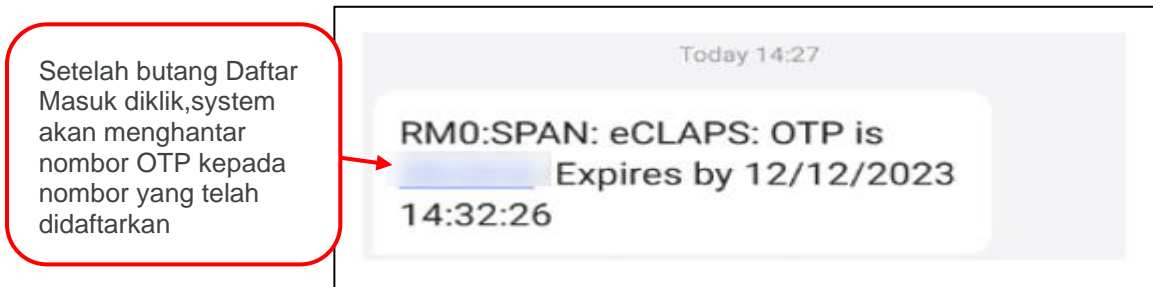 Setelah butang Daftar
Masuk diklik,system
akan menghantar
nombor OTP kepada
nombor yang telah
didaftarkan
Today 14:27
RM0:SPAN: eCLAPS: OTP is
Expires by 12/12/2023
14:32:26